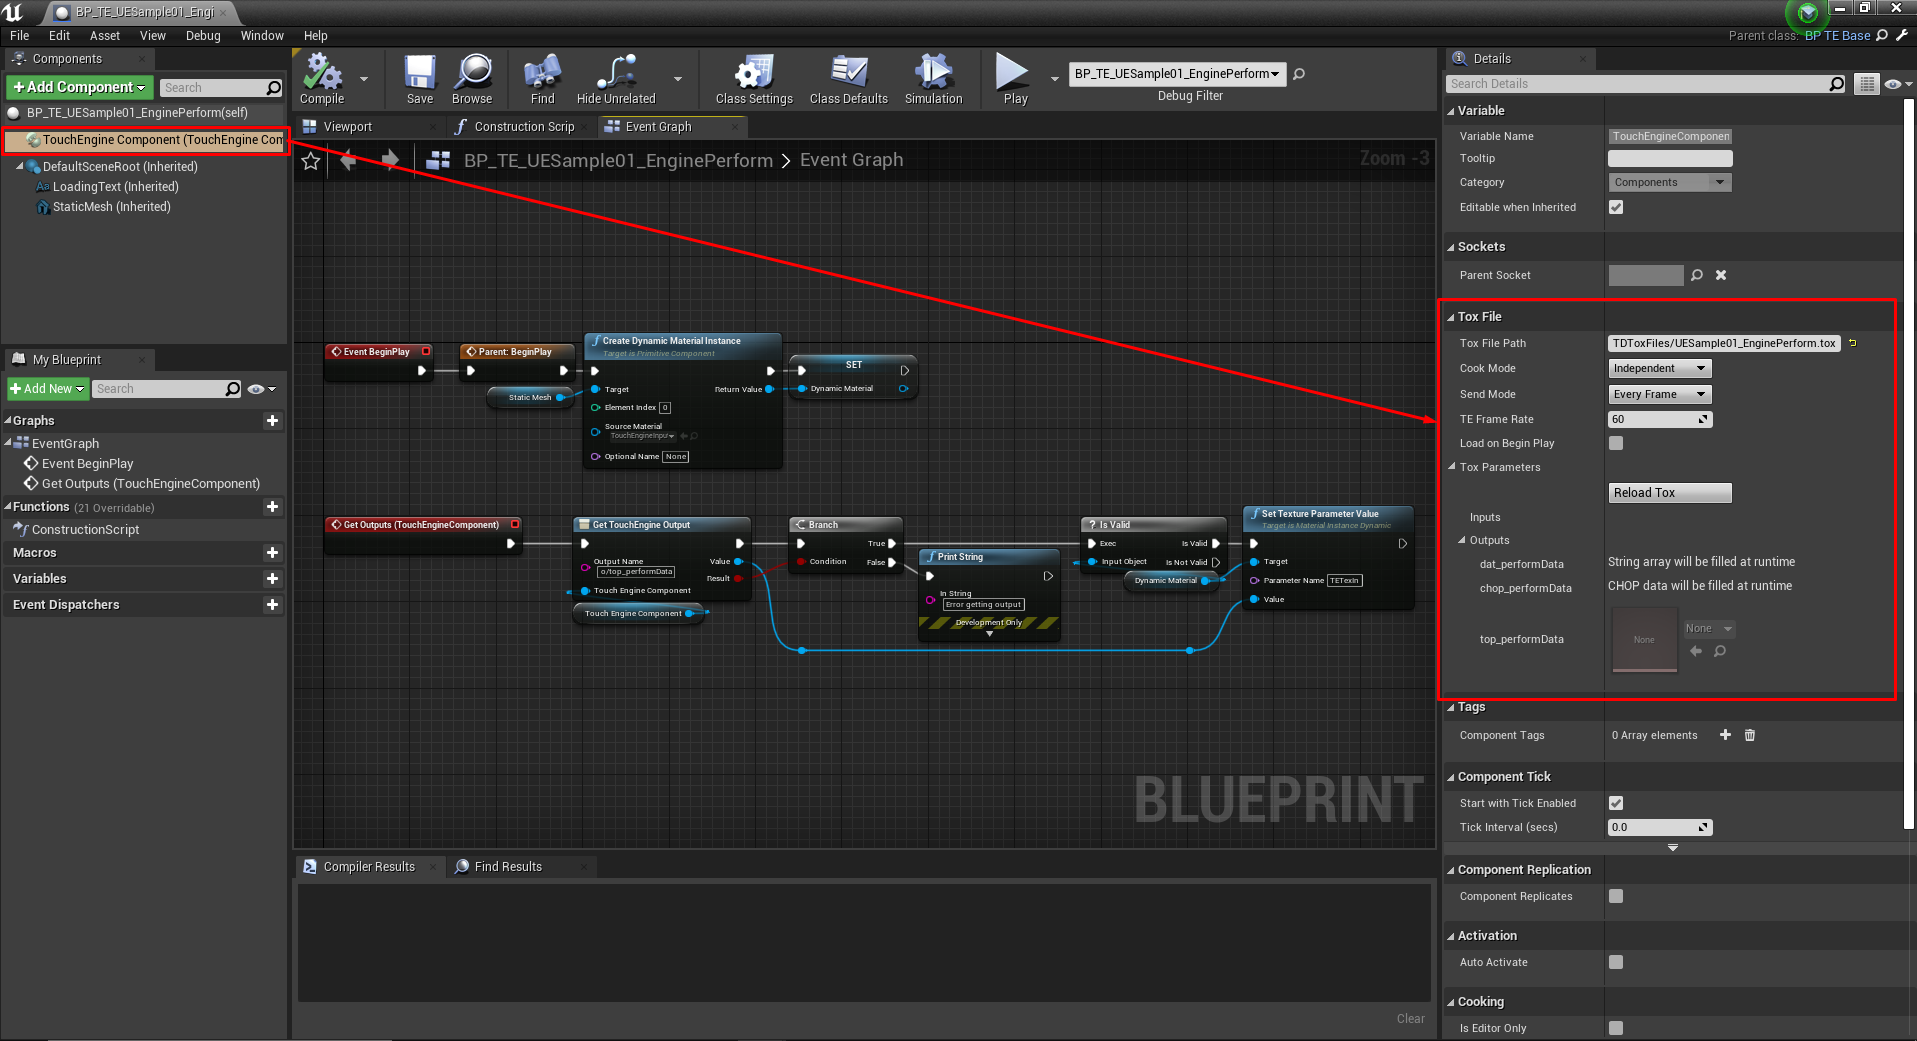 BP_TE_UESample01_Engi
File Edit Asset View Debug Window Help
Parent class: BP TE Base
Components
+Add Component
Search
BP_TE_UESample01_EnginePerform(self)
TouchEngine Component (TouchEngine Con
DefaultSceneRoot (Inherited)
LoadingText (Inherited)
StaticMesh (Inherited)
My Blueprint
+Add New
Search
Graphs
EventGraph
Event BeginPlay
Get Outputs (TouchEngineComponent)
Functions (21 Overridable)
ConstructionScript
Macros
Variables
Event Dispatchers
Compile
Save
Browse
Find
Hide Unrelated
Class Settings
Class Defaults
Simulation
Play
BP_TE_UESample01_EnginePerform
Debug Filter
Viewport
Construction Scrip
Event Graph
BP_TE_UESample01_EnginePerform > Event Graph
Zoom -3
Event BeginPlay
Parent: BeginPlay
Static Mesh
Create Dynamic Material Instance
Target is Primitive Component
Target
Return Value
Element Index 0
Source Material
TouchEngineInput
Optional Name None
SET
Dynamic Material
Get Outputs (TouchEngineComponent)
Get TouchEngine Output
Output Name
o/top_performData
Value
Result
Touch Engine Component
Touch Engine Component
Branch
True
Condition
False
Print String
In String
Error getting output
Development Only
? Is Valid
Exec
Is Valid
Input Object
Is Not Valid
Dynamic Material
Set Texture Parameter Value
Target is Material Instance Dynamic
Target
Parameter Name TETexIn
Value
BLUEPRINT
Compiler Results
Find Results
Clear
Details
Search Details
Variable
Variable Name TouchEngineComponen
Tooltip
Category Components
Editable when Inherited
Sockets
Parent Socket
Tox File
Tox File Path TDToxFiles/UESample01_EnginePerform.tox
Cook Mode Independent
Send Mode Every Frame
TE Frame Rate 60
Load on Begin Play
Tox Parameters
Reload Tox
Inputs
Outputs
dat_performData String array will be filled at runtime
chop_performData CHOP data will be filled at runtime
top_performData None None
Tags
Component Tags 0 Array elements
Component Tick
Start with Tick Enabled
Tick Interval (secs) 0.0
Component Replication
Component Replicates
Activation
Auto Activate
Cooking
Is Editor Only